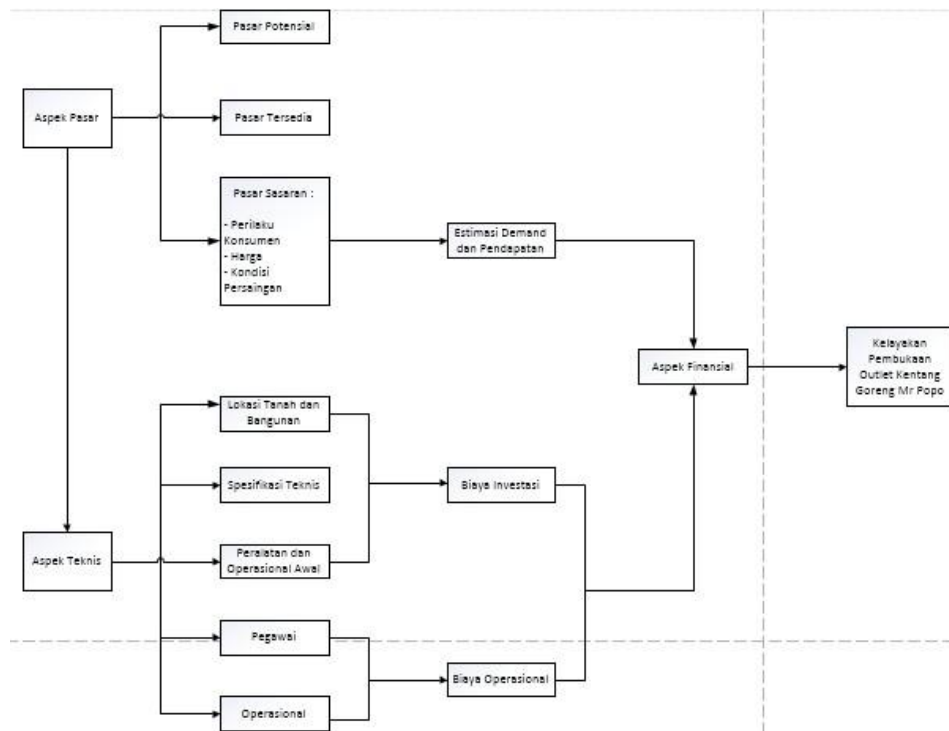 Pasar Potensial
Aspek Pasar
Pasar Tersedia
Pasar Sasaran :
- Perilaku
Konsumen
- Harga
- Kondisi
Persaingan
Estimasi Demand
dan Pendapatan
Aspek Finansial
Kelayakan
Pembukaan
Outlet Kentang
Goreng Mr Popo
Lokasi Tanah dan
Bangunan
Spesifikasi Teknis
Biaya Investasi
Aspek Teknis
Peralatan dan
Operasional Awal
Pegawai
Biaya Operasional
Operasional